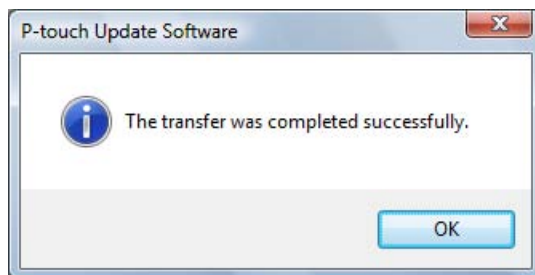 P-touch Update Software
The transfer was completed successfully.
OK